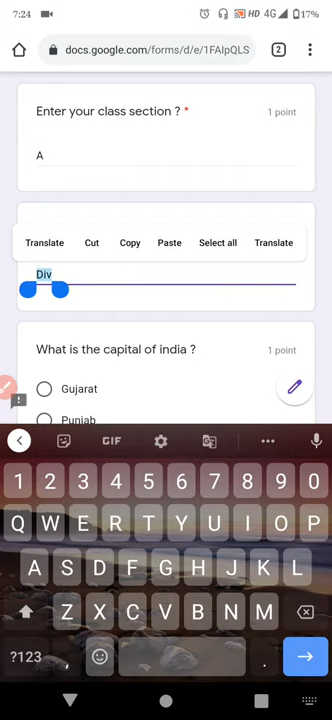 7:24
HD 4G 17%
docs.google.com/forms/d/e/1FAIpQLS
2
Enter your class section ? *
1 point
A
Translate Cut Copy Paste Select all Translate
Div
What is the capital of india ?
1 point
Gujarat
Punjab
GIF
1 2 3 4 5 6 7 8 9 0
Q W E R T Y U I O P
A S D F G H J K L
Z X C V B N M
?123 , .